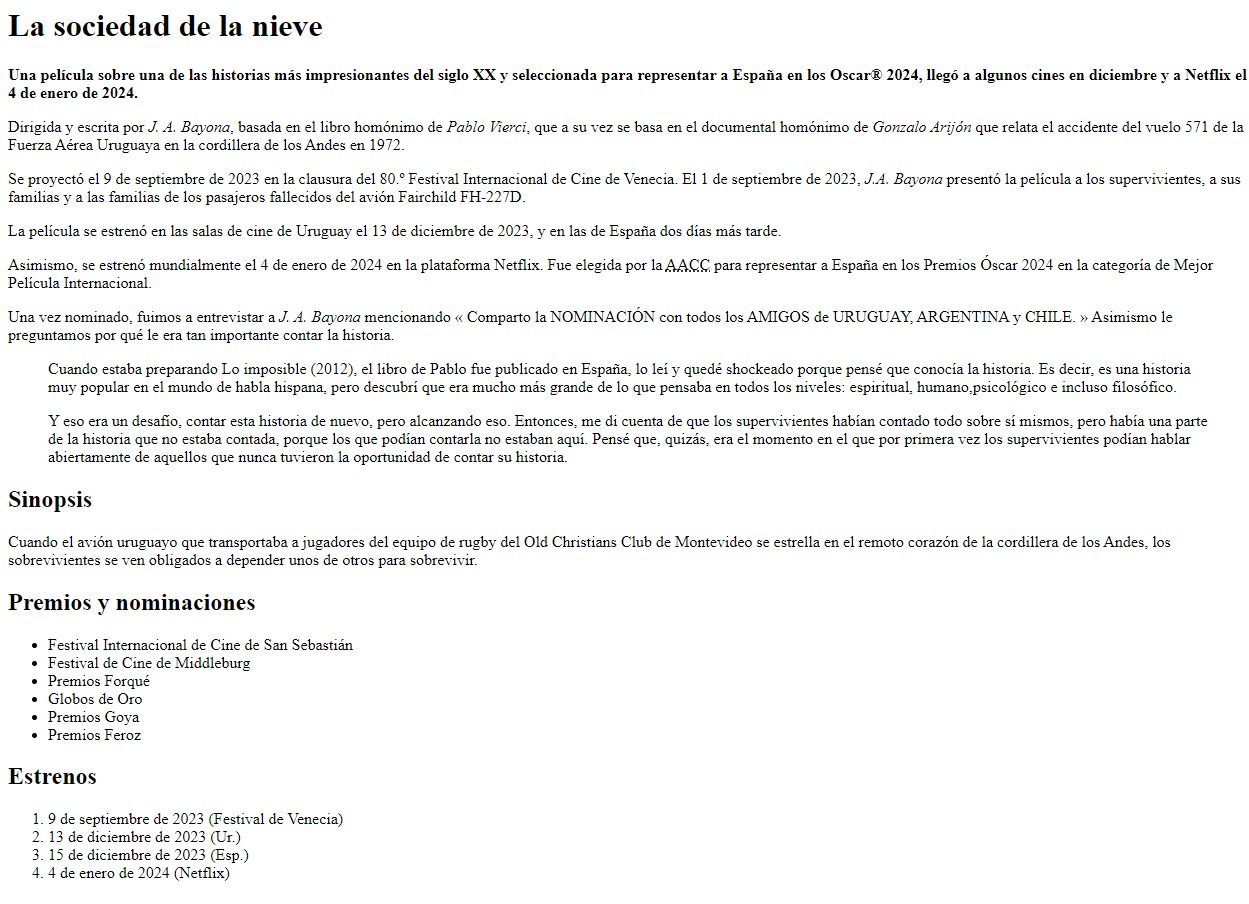 La sociedad de la nieve
Una película sobre una de las historias más impresionantes del siglo XX y seleccionada para representar a España en los Oscar® 2024, llegó a algunos cines en diciembre y a Netflix el
4 de enero de 2024.
Dirigida y escrita por J. A. Bayona, basada en el libro homónimo de Pablo Vierci, que a su vez se basa en el documental homónimo de Gonzalo Arijón que relata el accidente del vuelo 571 de la
Fuerza Aérea Uruguaya en la cordillera de los Andes en 1972.
Se proyectó el 9 de septiembre de 2023 en la clausura del 80.º Festival Internacional de Cine de Venecia. El 1 de septiembre de 2023, J.A. Bayona presentó la película a los supervivientes, a sus
familias y a las familias de los pasajeros fallecidos del avión Fairchild FH-227D.
La película se estrenó en las salas de cine de Uruguay el 13 de diciembre de 2023, y en las de España dos días más tarde.
Asimismo, se estrenó mundialmente el 4 de enero de 2024 en la plataforma Netflix. Fue elegida por la AACC para representar a España en los Premios Óscar 2024 en la categoría de Mejor
Película Internacional.
Una vez nominado, fuimos a entrevistar a J. A. Bayona mencionando « Comparto la NOMINACIÓN con todos los AMIGOS de URUGUAY, ARGENTINA y CHILE. » Asimismo le
preguntamos por qué le era tan importante contar la historia.
Cuando estaba preparando Lo imposible (2012), el libro de Pablo fue publicado en España, lo leí y quedé shockeado porque pensé que conocía la historia. Es decir, es una historia
muy popular en el mundo de habla hispana, pero descubrí que era mucho más grande de lo que pensaba en todos los niveles: espiritual, humano,psicológico e incluso filosófico.
Y eso era un desafío, contar esta historia de nuevo, pero alcanzando eso. Entonces, me di cuenta de que los supervivientes habían contado todo sobre sí mismos, pero había una parte
de la historia que no estaba contada, porque los que podían contarla no estaban aquí. Pensé que, quizás, era el momento en el que por primera vez los supervivientes podían hablar
abiertamente de aquellos que nunca tuvieron la oportunidad de contar su historia.
Sinopsis
Cuando el avión uruguayo que transportaba a jugadores del equipo de rugby del Old Christians Club de Montevideo se estrella en el remoto corazón de la cordillera de los Andes, los
sobrevivientes se ven obligados a depender unos de otros para sobrevivir.
Premios y nominaciones
• Festival Internacional de Cine de San Sebastián
• Festival de Cine de Middleburg
• Premios Forqué
• Globos de Oro
• Premios Goya
• Premios Feroz
Estrenos
1. 9 de septiembre de 2023 (Festival de Venecia)
2. 13 de diciembre de 2023 (Ur.)
3. 15 de diciembre de 2023 (Esp.)
4. 4 de enero de 2024 (Netflix)